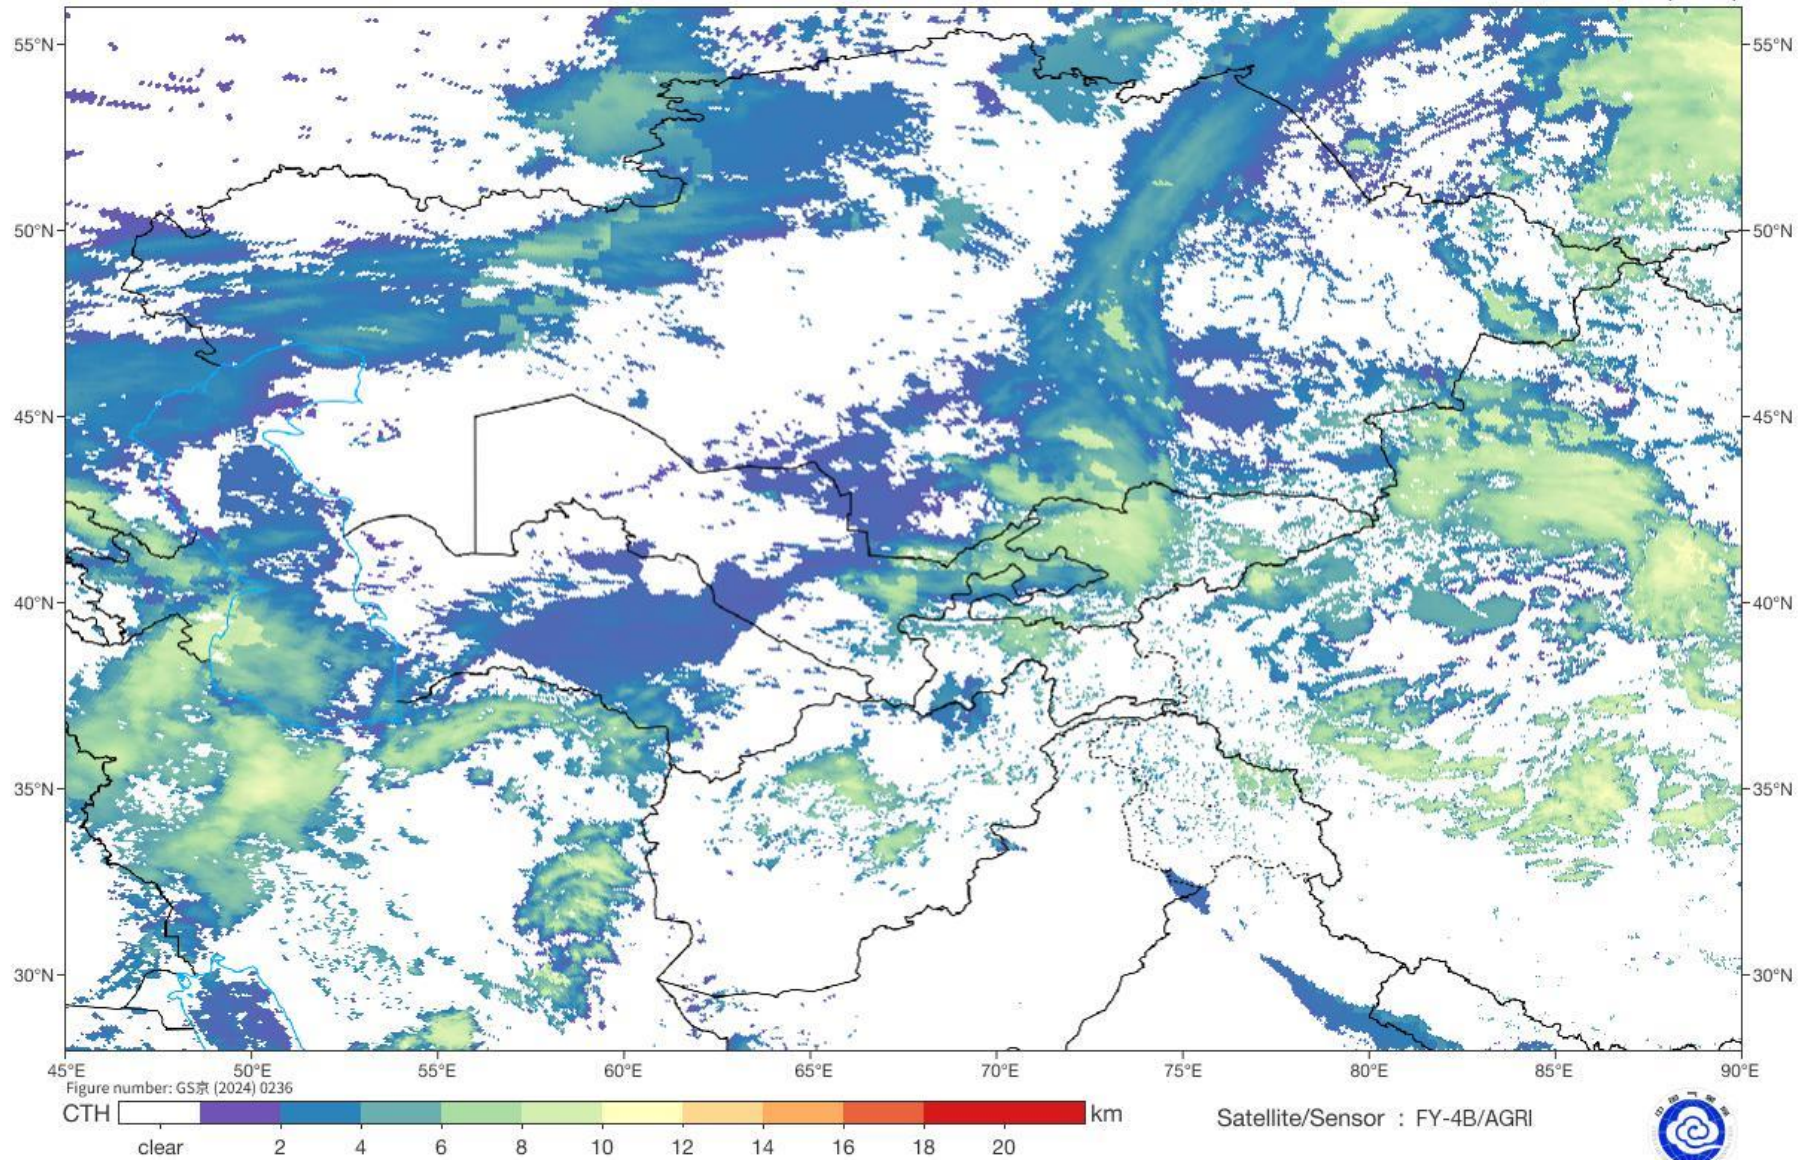 55°N 55°N
50°N 50°N
45°N 45°N
40°N 40°N
35°N 35°N
30°N 30°N
45°E 50°E 55°E 60°E 65°E 70°E 75°E 80°E 85°E 90°E
Figure number: GS京 (2024) 0236
CTH km Satellite/Sensor : FY-4B/AGRI
clear 2 4 6 8 10 12 14 16 18 20